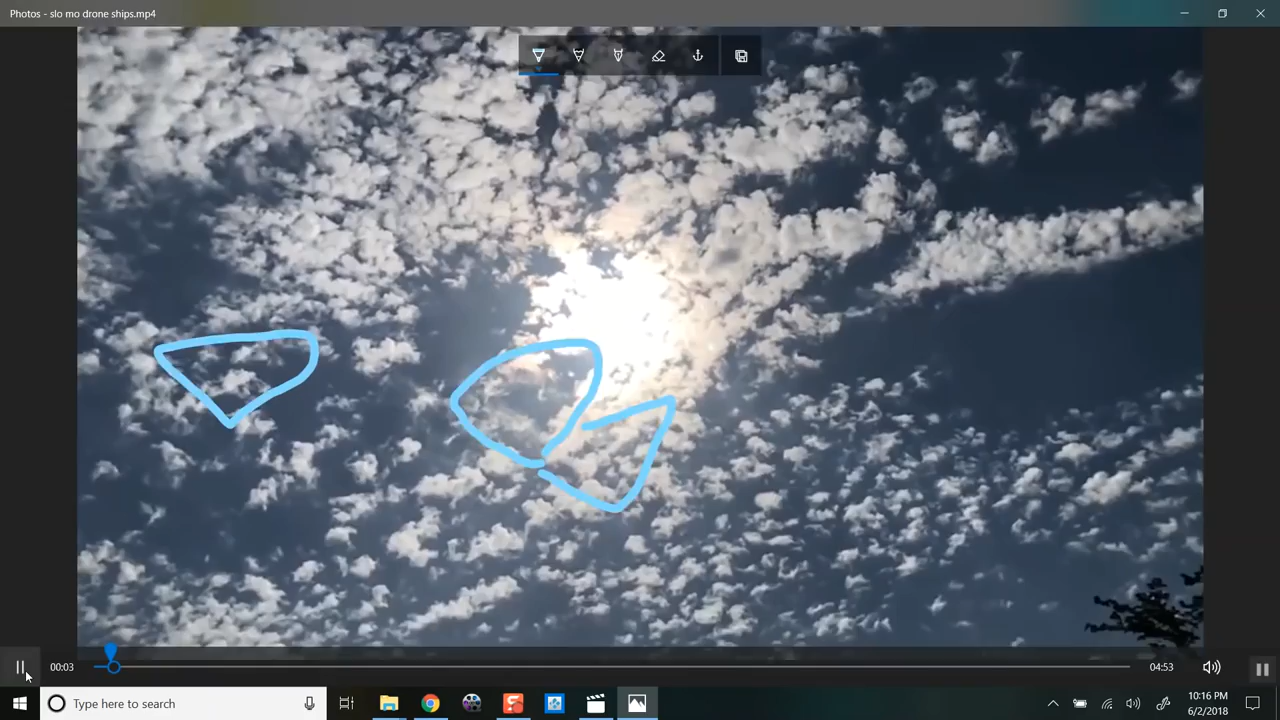 Photos - slo mo drone ships.mp4
00:03
04:53
Type here to search
10:16 PM
6/2/2018